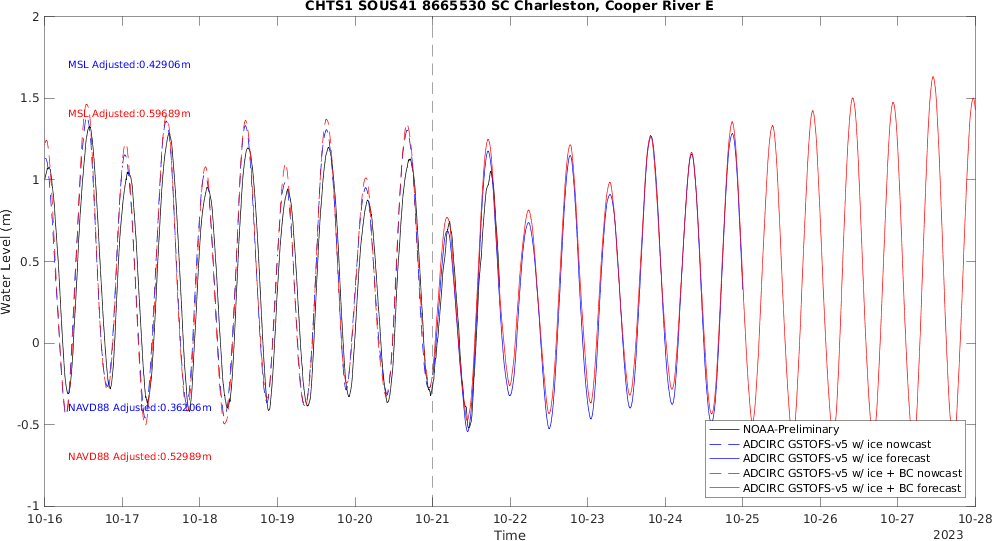 CHTS1 SOUS41 8665530 SC Charleston, Cooper River E
2
1.5
1
0.5
0
-0.5
-1
Water Level (m)
MSL Adjusted:0.42906m
MSL Adjusted:0.59689m
NAVD88 Adjusted:0.36206m
NAVD88 Adjusted:0.52989m
NOAA-Preliminary
ADCIRC GSTOFS-v5 w/ ice nowcast
ADCIRC GSTOFS-v5 w/ ice forecast
ADCIRC GSTOFS-v5 w/ ice + BC nowcast
ADCIRC GSTOFS-v5 w/ ice + BC forecast
10-16 10-17 10-18 10-19 10-20 10-21 10-22 10-23 10-24 10-25 10-26 10-27 10-28
Time
2023